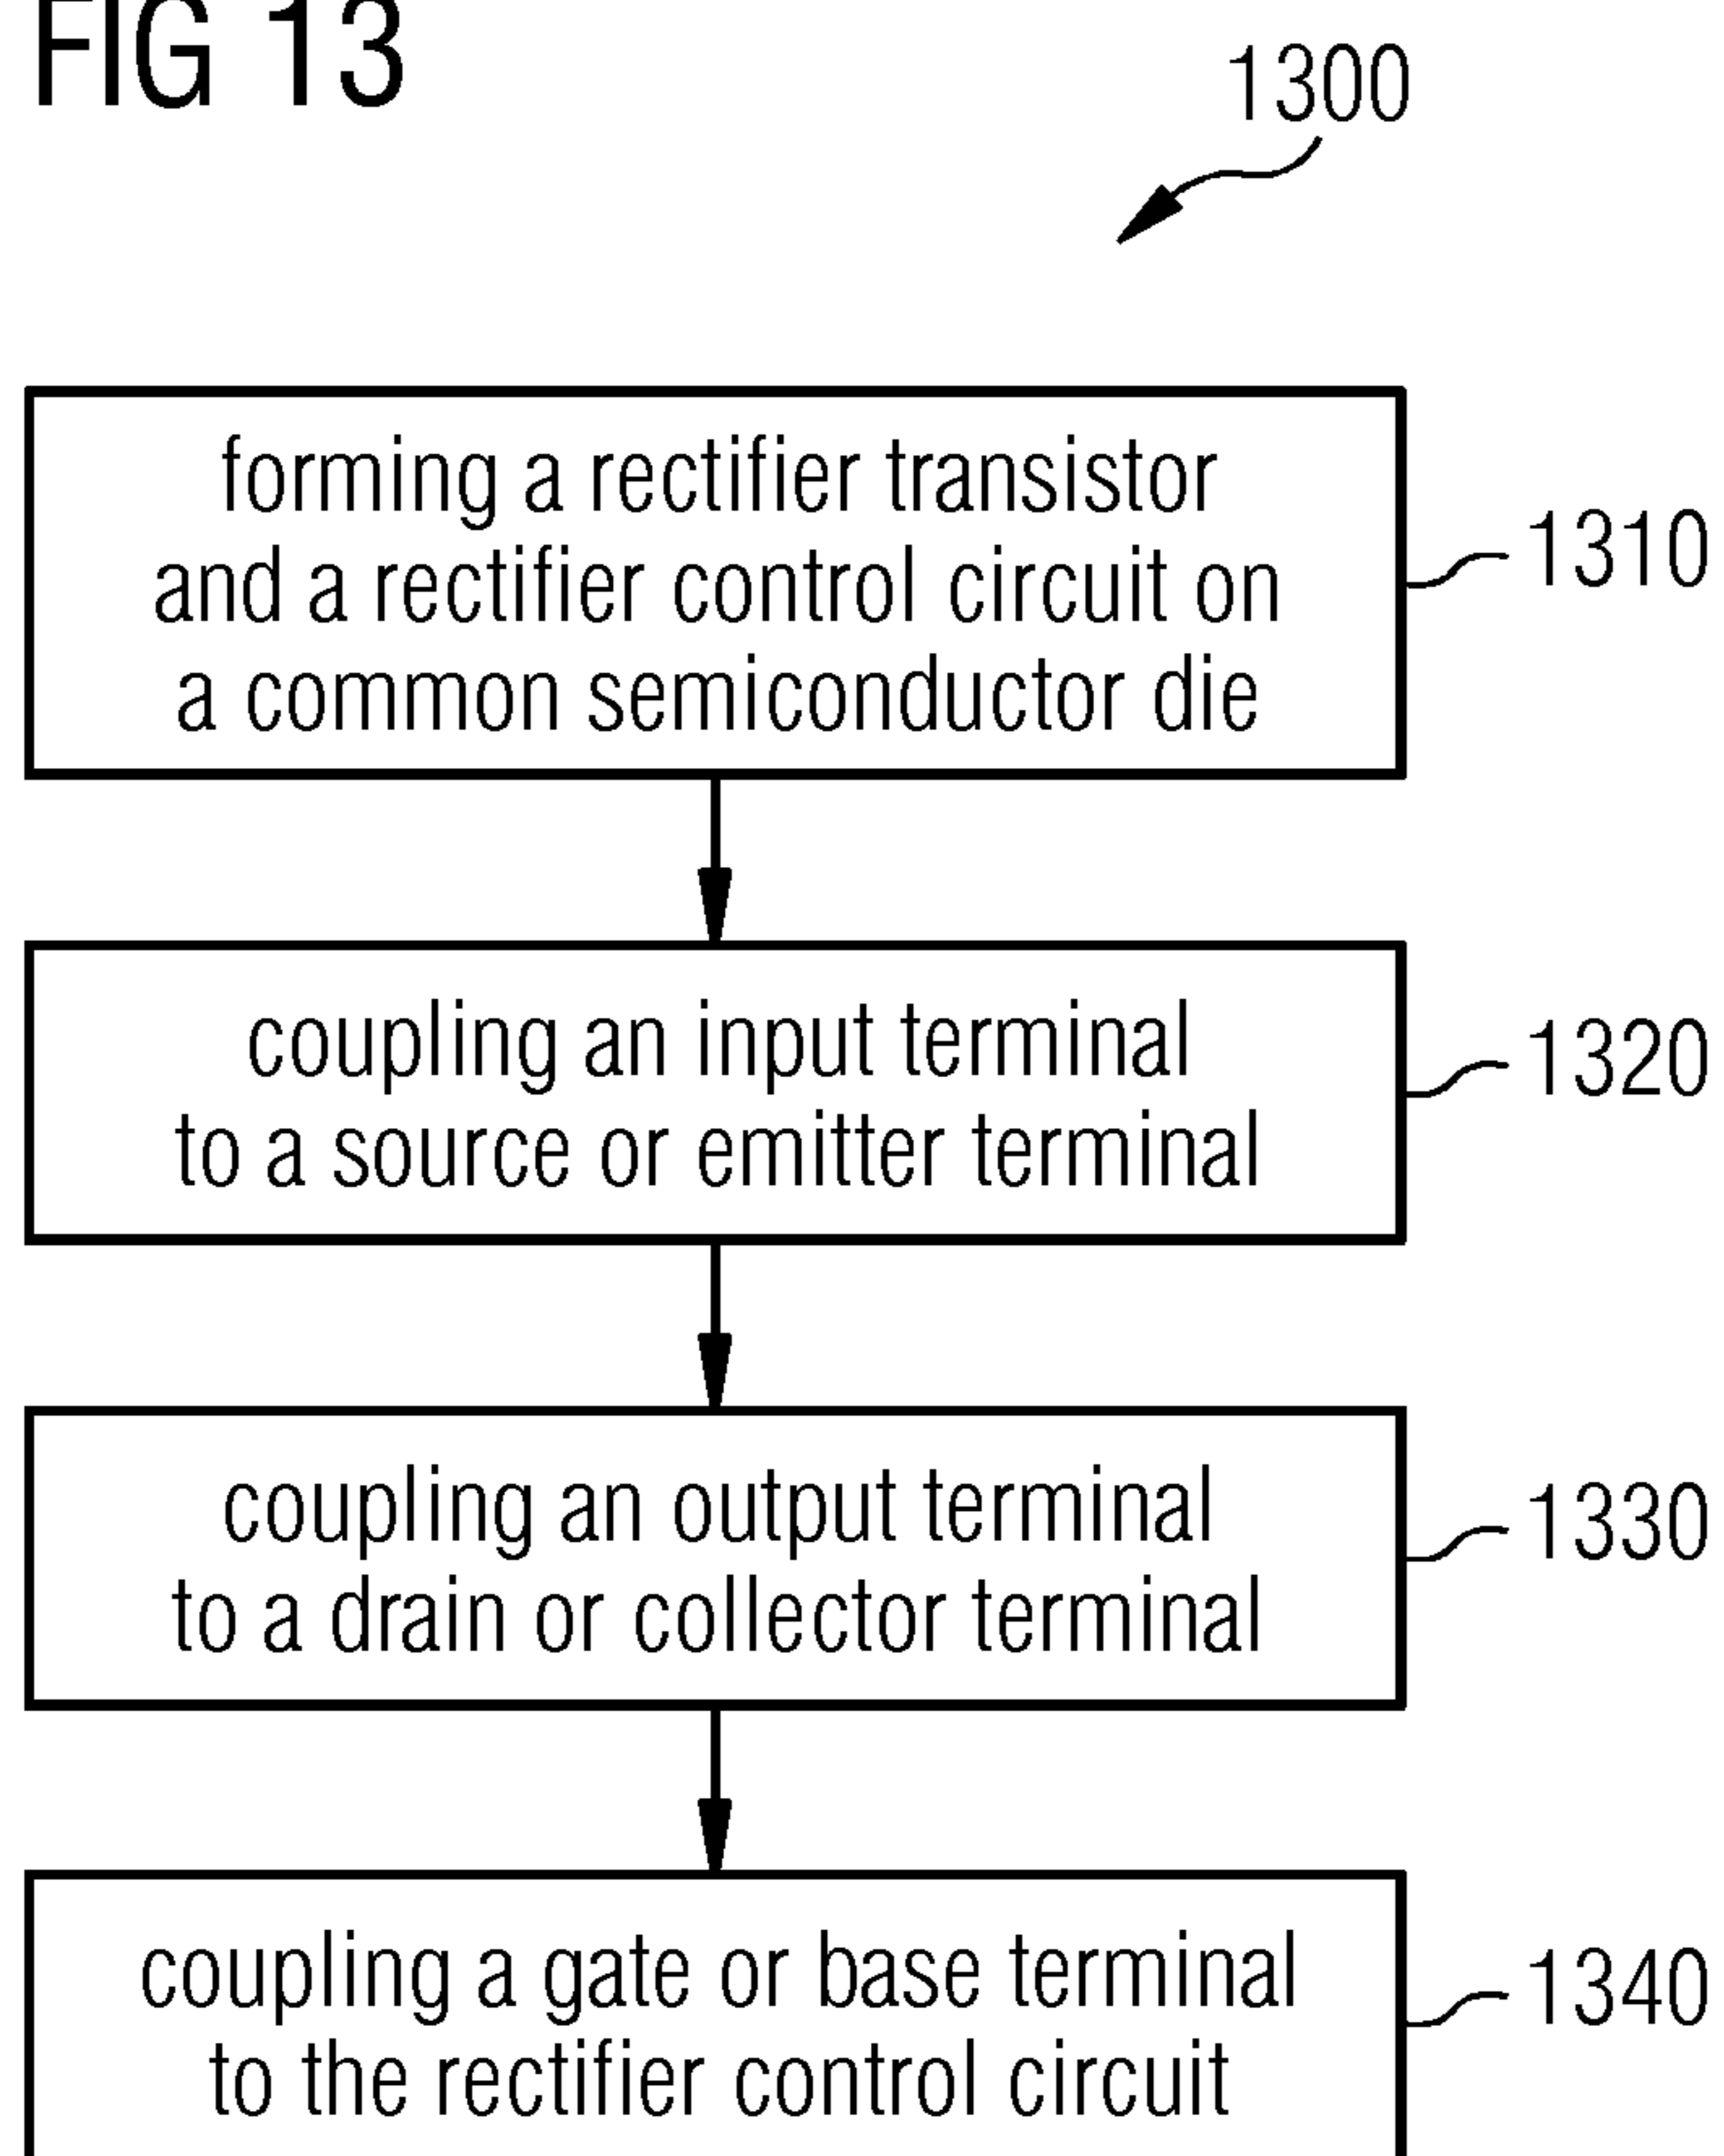 FIG 13
1300
forming a rectifier transistor
and a rectifier control circuit on
a common semiconductor die
1310
coupling an input terminal
to a source or emitter terminal
1320
coupling an output terminal
to a drain or collector terminal
1330
coupling a gate or base terminal
to the rectifier control circuit
1340